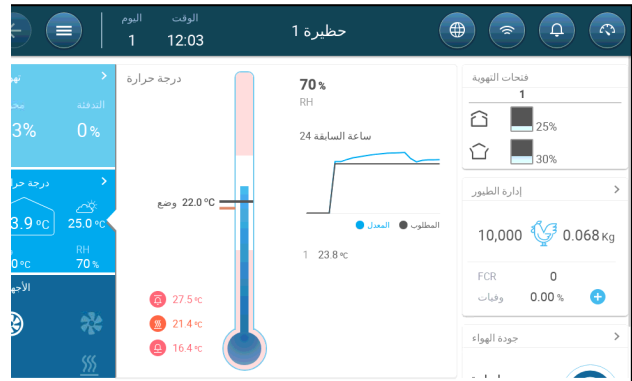 حظيرة 1
الوقت
اليوم
12:03
1
التدفئة
3%
0%
درجة حرارة
3.9 °C
25.0 °C
RH
0 °C
70 %
درجة حرارة
70 %
RH
24 ساعة السابقة
وضع 22.0 °C
المطلوب
المعدل
1 23.8 °C
27.5 °C
21.4 °C
16.4 °C
فتحات التهوية
1
25%
30%
إدارة الطيور
10,000
0.068 Kg
FCR 0
وفيات 0.00 %
جودة الهواء